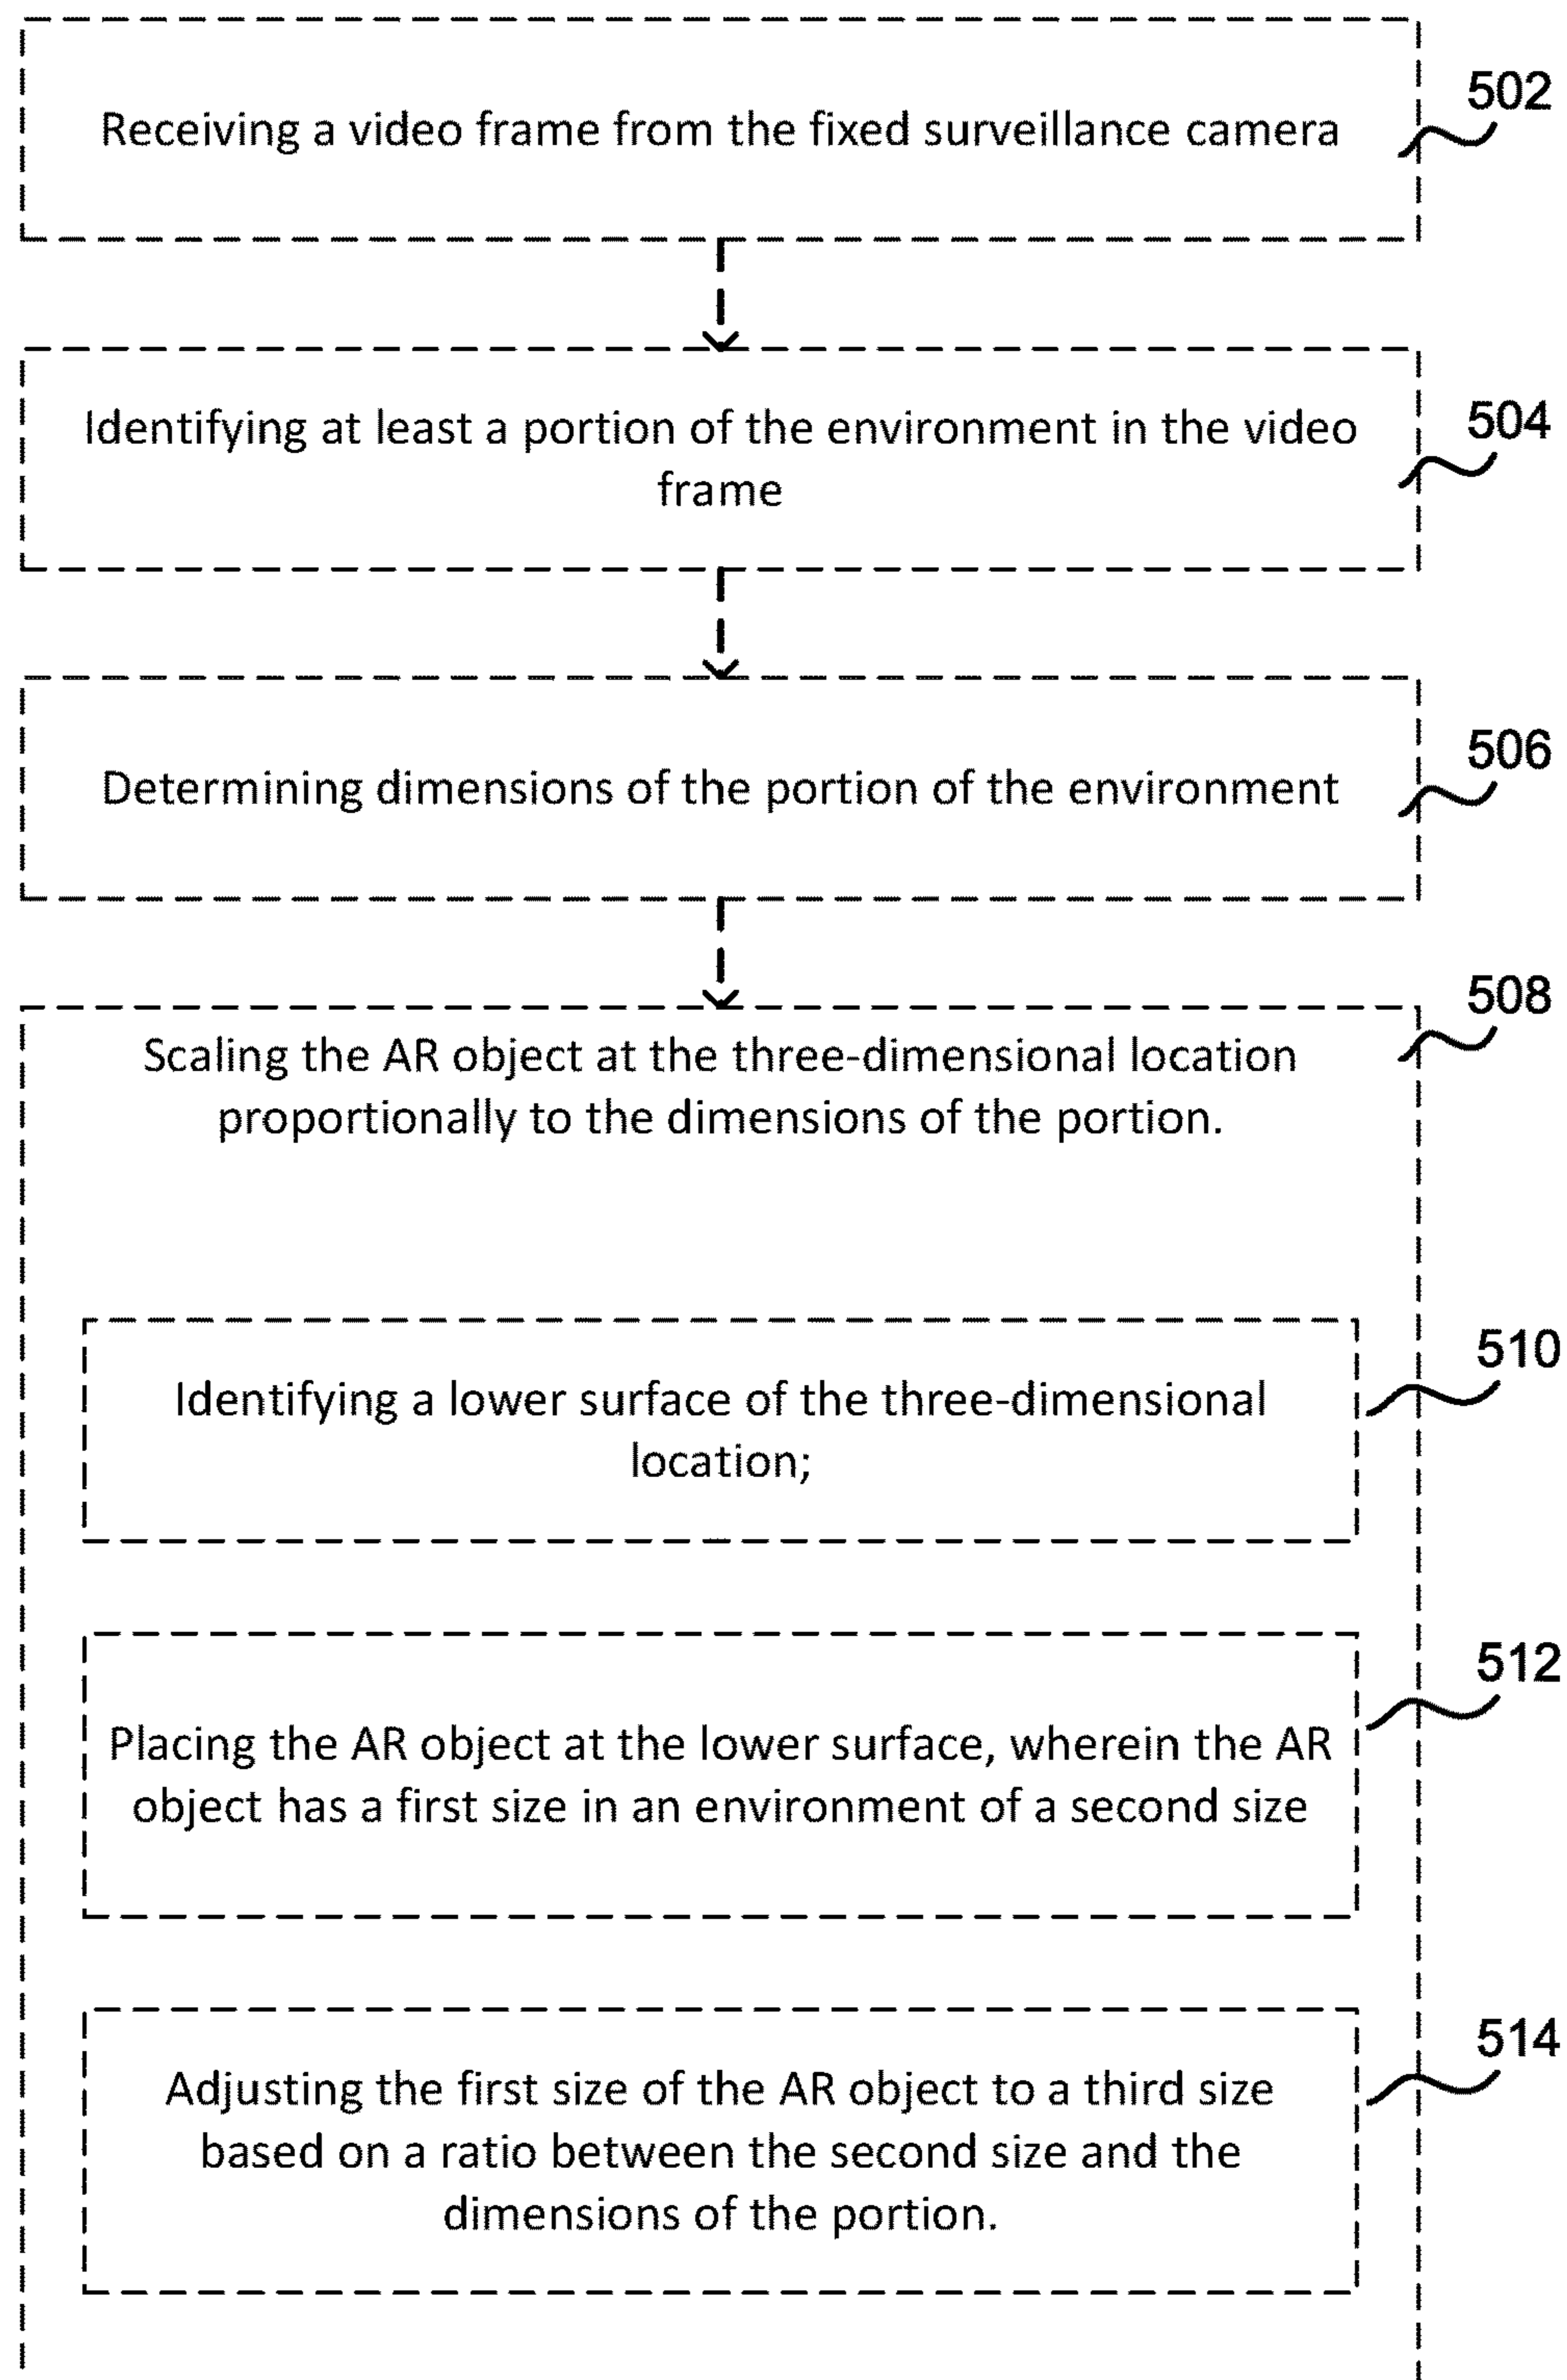 502
Receiving a video frame from the fixed surveillance camera
504
Identifying at least a portion of the environment in the video
frame
506
Determining dimensions of the portion of the environment
508
Scaling the AR object at the three-dimensional location
proportionally to the dimensions of the portion.
510
Identifying a lower surface of the three-dimensional
location;
512
Placing the AR object at the lower surface, wherein the AR
object has a first size in an environment of a second size
514
Adjusting the first size of the AR object to a third size
based on a ratio between the second size and the
dimensions of the portion.